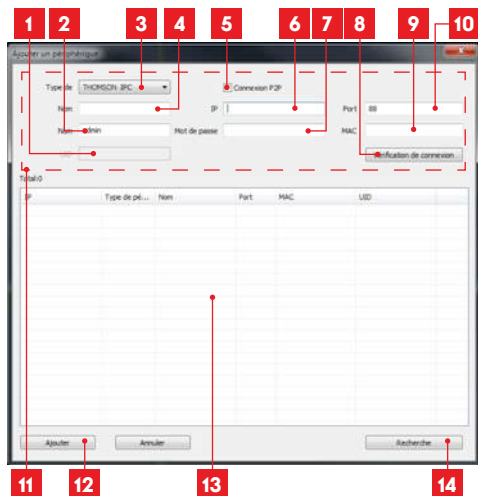 1 2 3 4 5 6 7 8 9 10
Ajouter un périphérique
Type de THOMSON IPC Connexion P2P
Nom IP Port 88
Nom dmin Mot de passe MAC
UID Vérification de connexion
Total:0
IP Type de pé... Nom Port MAC UID
Ajouter Annuler Recherche
11 12 13 14